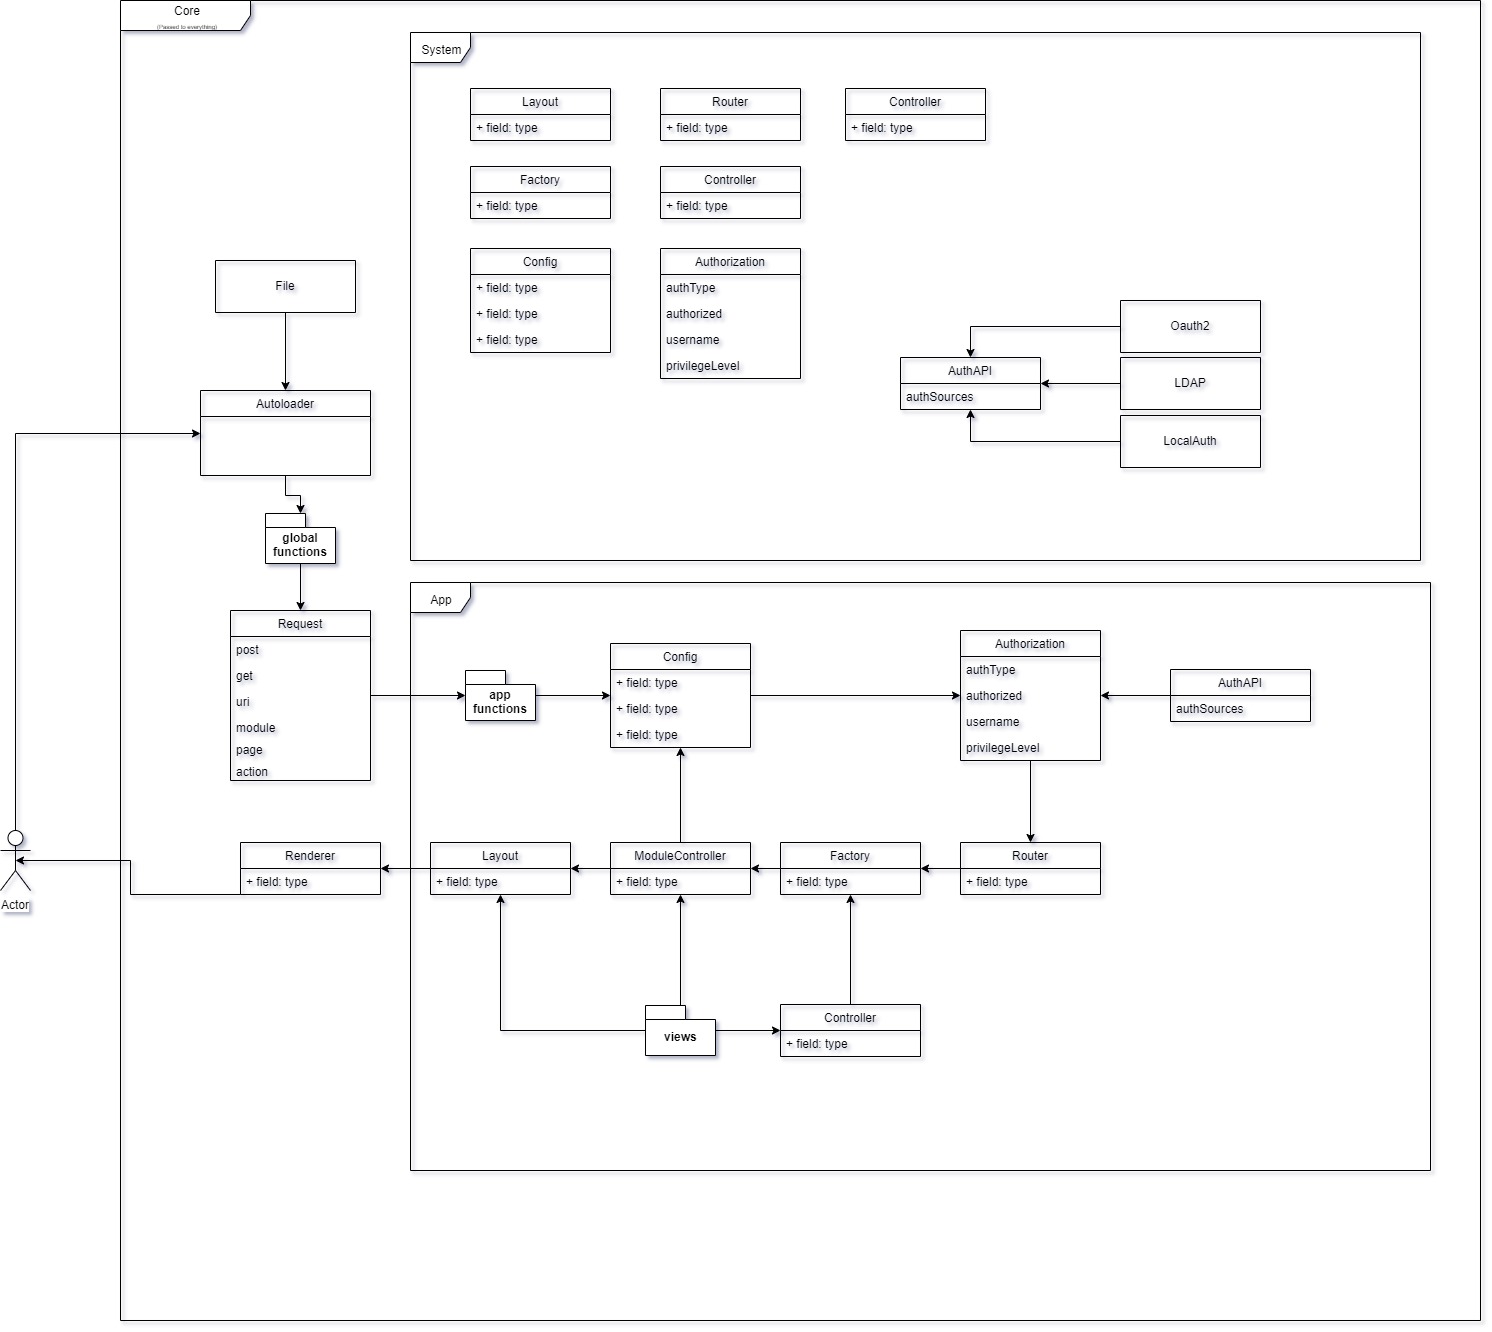 Core
(Passed to everything)
System
Layout
+ field: type
Router
+ field: type
Controller
+ field: type
Factory
+ field: type
Controller
+ field: type
Config
+ field: type
+ field: type
+ field: type
Authorization
authType
authorized
username
privilegeLevel
AuthAPI
authSources
Oauth2
LDAP
LocalAuth
File
Autoloader
global
functions
Request
post
get
uri
module
page
action
App
app
functions
Config
+ field: type
+ field: type
+ field: type
Authorization
authType
authorized
username
privilegeLevel
AuthAPI
authSources
Renderer
+ field: type
Layout
+ field: type
ModuleController
+ field: type
Factory
+ field: type
Router
+ field: type
Actor
views
Controller
+ field: type